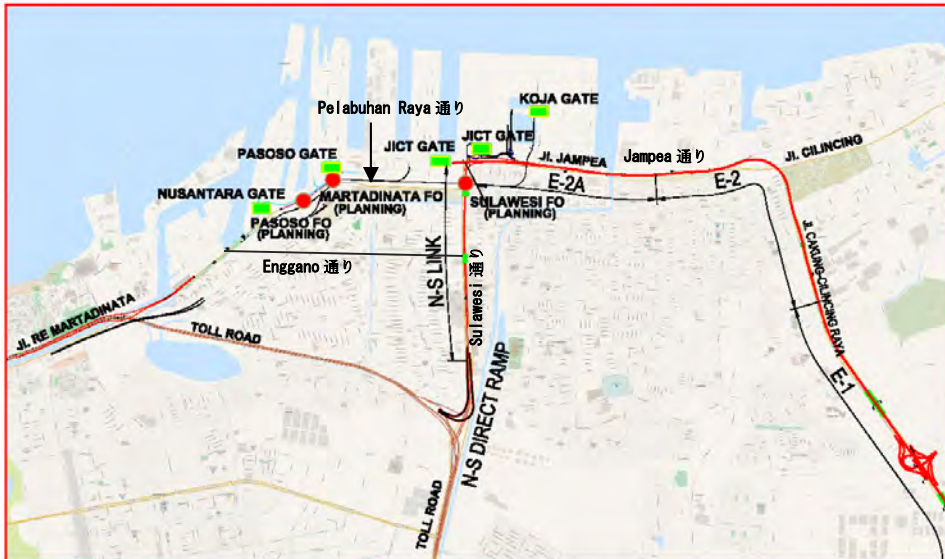 KOJA GATE
Pelabuhan Raya 通り
JICT GATE
JICT GATE
PASOSO GATE
JL. JAMPEA
Jampea 通り
JL. CILINCING
NUSANTARA GATE
MARTADINATA FO
(PLANNING)
SULAWESI FO
(PLANNING)
E-2A
E-2
PASOSO FO
(PLANNING)
Enggano 通り
N-S LINK
Sulawesi 通り
JL. CAKUNG-CILINCING RAYA
JL. RE MARTADINATA
TOLL ROAD
N-S DIRECT RAMP
E-1
TOLL ROAD